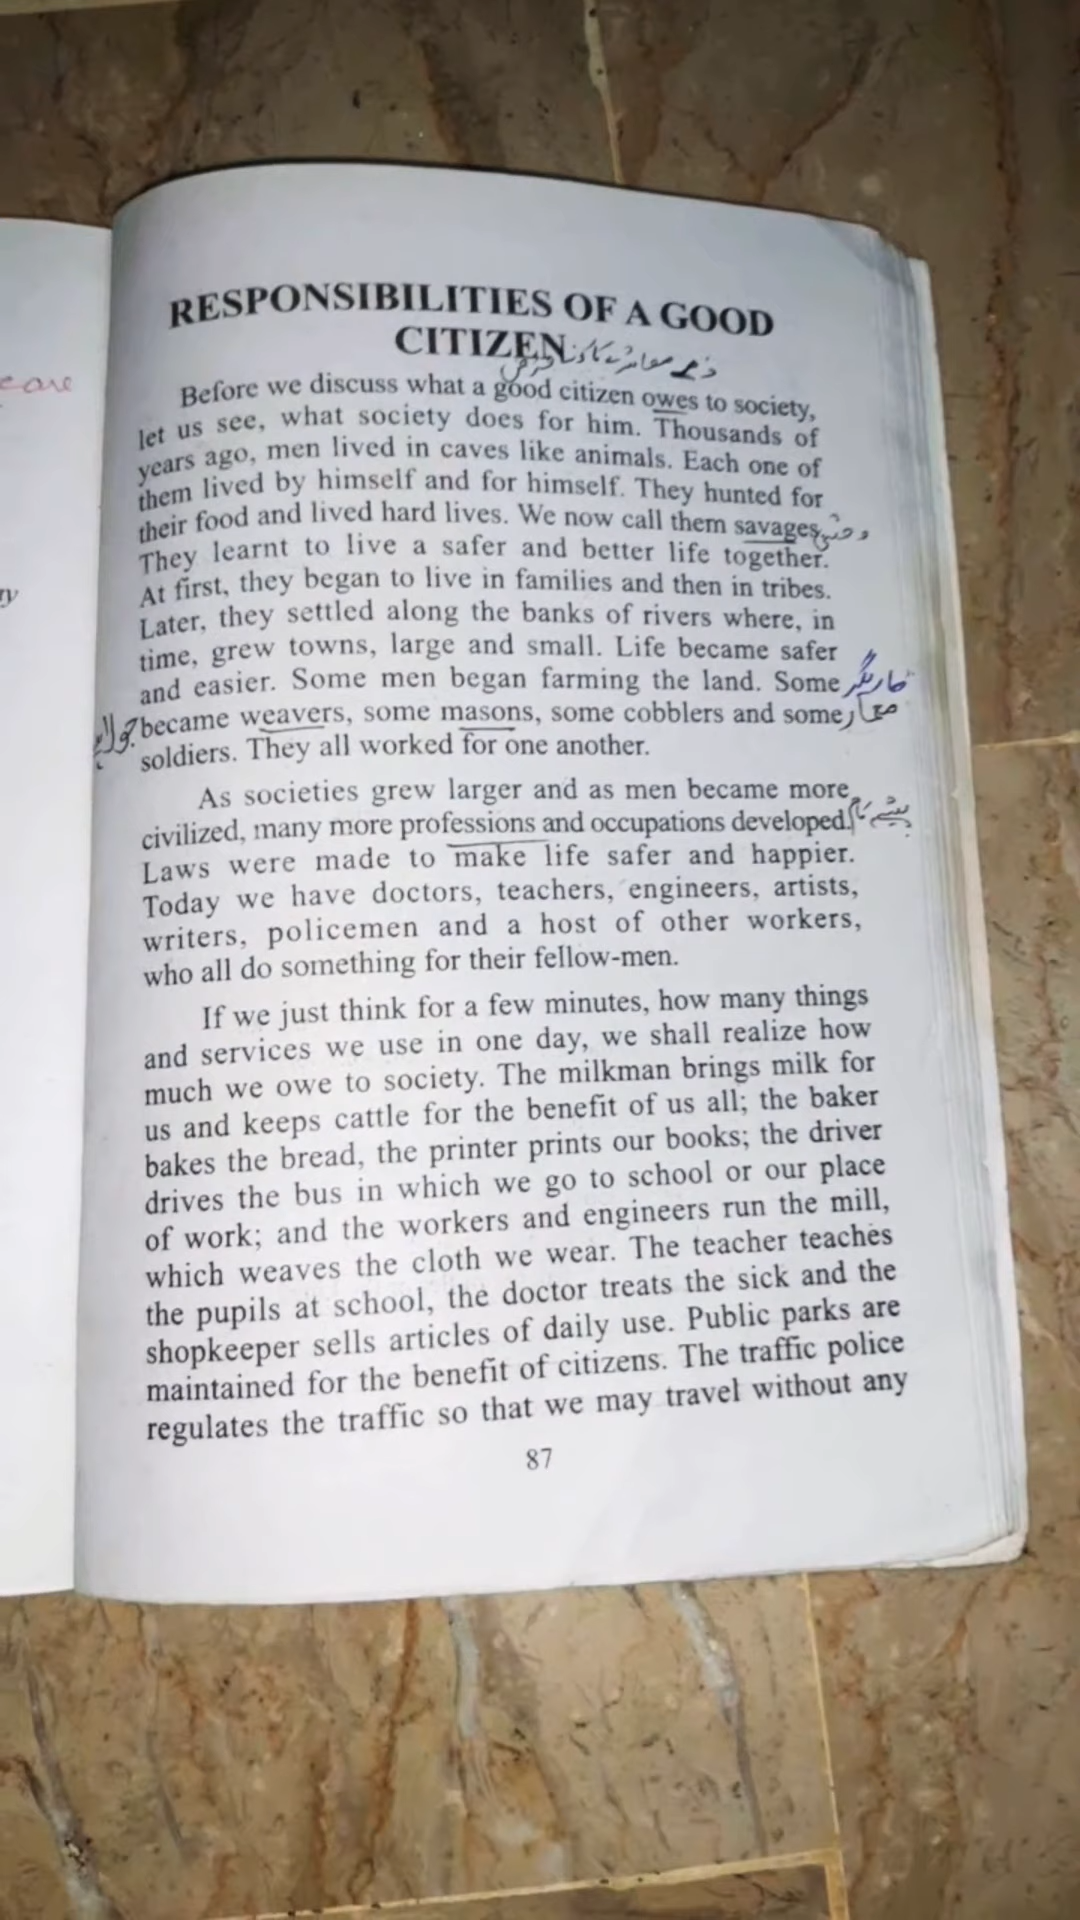 RESPONSIBILITIES OF A GOOD
CITIZEN
Before we discuss what a good citizen owes to society,
let us see, what society does for him. Thousands of
years ago, men lived in caves like animals. Each one of
them lived by himself and for himself. They hunted for
their food and lived hard lives. We now call them savages. وحشی
They learnt to live a safer and better life together.
At first, they began to live in families and then in tribes.
Later, they settled along the banks of rivers where, in
time, grew towns, large and small. Life became safer
and easier. Some men began farming the land. Some کاریگر
became weavers, some masons, some cobblers and some معمار
soldiers. They all worked for one another.
As societies grew larger and as men became more
civilized, many more professions and occupations developed. پیشے
Laws were made to make life safer and happier.
Today we have doctors, teachers, engineers, artists,
writers, policemen and a host of other workers,
who all do something for their fellow-men.
If we just think for a few minutes, how many things
and services we use in one day, we shall realize how
much we owe to society. The milkman brings milk for
us and keeps cattle for the benefit of us all; the baker
bakes the bread, the printer prints our books; the driver
drives the bus in which we go to school or our place
of work; and the workers and engineers run the mill,
which weaves the cloth we wear. The teacher teaches
the pupils at school, the doctor treats the sick and the
shopkeeper sells articles of daily use. Public parks are
maintained for the benefit of citizens. The traffic police
regulates the traffic so that we may travel without any
87